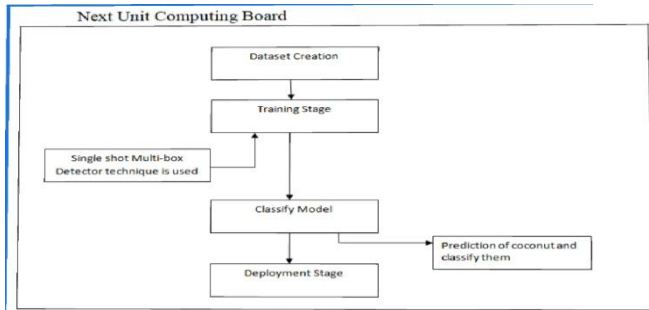 Next Unit Computing Board
Dataset Creation
Training Stage
Single shot Multi-box
Detector technique is used
Classify Model
Prediction of coconut and
classify them
Deployment Stage